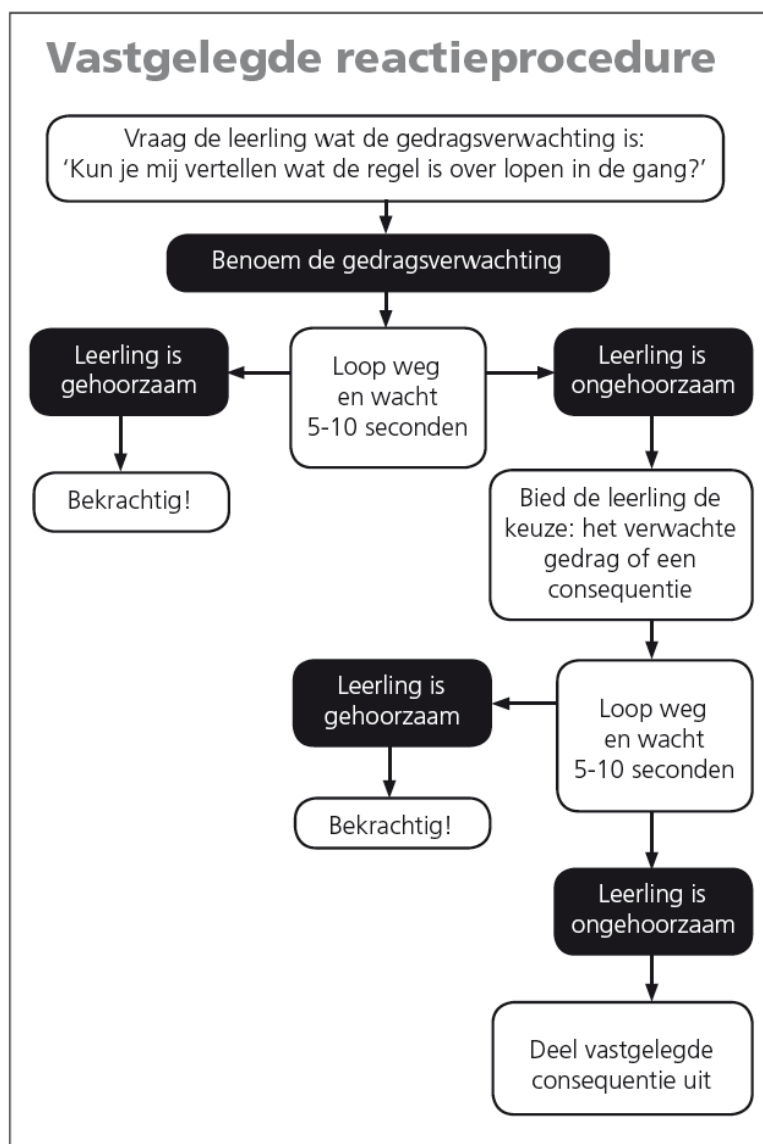 Vastgelegde reactieprocedure
Vraag de leerling wat de gedragsverwachting is:
‘Kun je mij vertellen wat de regel is over lopen in de gang?’
Benoem de gedragsverwachting
Leerling is
gehoorzaam
Loop weg
en wacht
5-10 seconden
Leerling is
ongehoorzaam
Bekrachtig!
Bied de leerling de
keuze: het verwachte
gedrag of een
consequentie
Leerling is
gehoorzaam
Loop weg
en wacht
5-10 seconden
Bekrachtig!
Leerling is
ongehoorzaam
Deel vastgelegde
consequentie uit